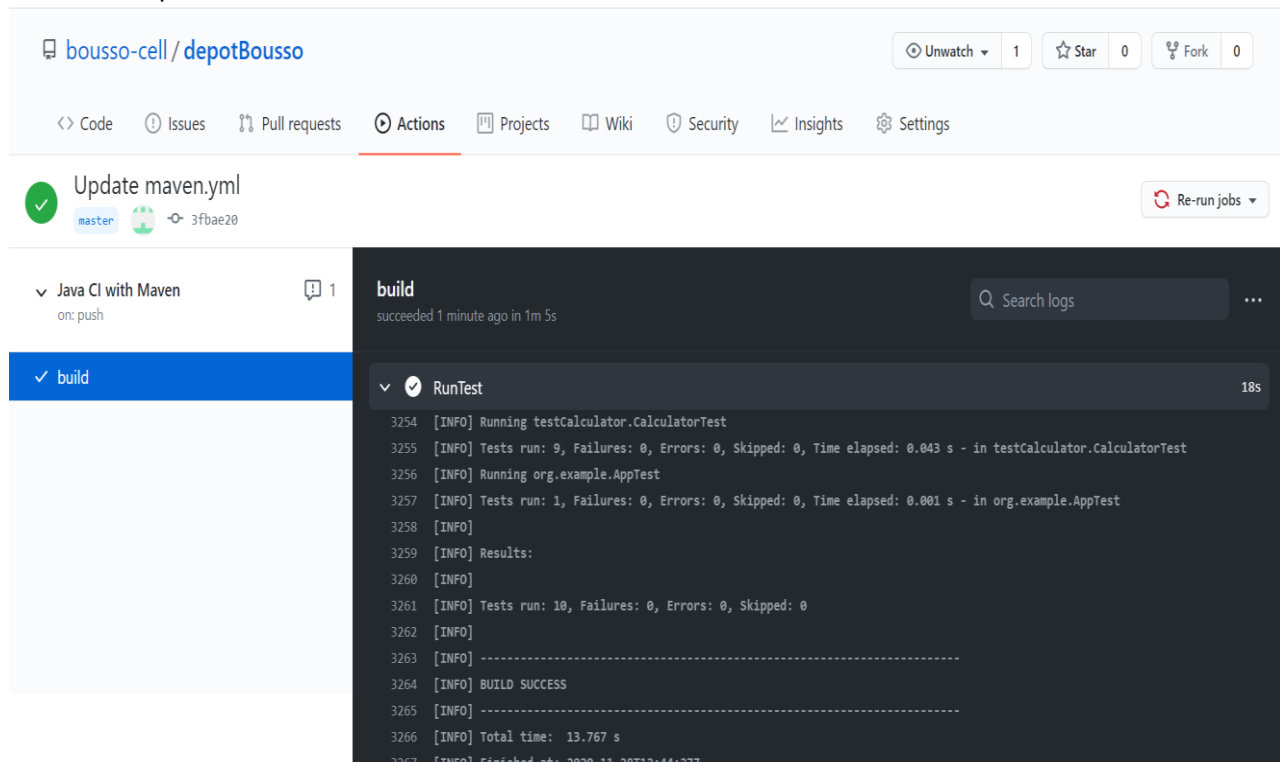 bousso-cell / depotBousso
Unwatch 1 Star 0 Fork 0
<> Code Issues Pull requests Actions Projects Wiki Security Insights Settings
Update maven.yml
master 3fbae20
Re-run jobs
Java CI with Maven 1
on: push
build
build
succeeded 1 minute ago in 1m 5s
Search logs
RunTest 18s
3254 [INFO] Running testCalculator.CalculatorTest
3255 [INFO] Tests run: 9, Failures: 0, Errors: 0, Skipped: 0, Time elapsed: 0.043 s - in testCalculator.CalculatorTest
3256 [INFO] Running org.example.AppTest
3257 [INFO] Tests run: 1, Failures: 0, Errors: 0, Skipped: 0, Time elapsed: 0.001 s - in org.example.AppTest
3258 [INFO]
3259 [INFO] Results:
3260 [INFO]
3261 [INFO] Tests run: 10, Failures: 0, Errors: 0, Skipped: 0
3262 [INFO]
3263 [INFO] ------------------------------------------------------------------------
3264 [INFO] BUILD SUCCESS
3265 [INFO] ------------------------------------------------------------------------
3266 [INFO] Total time: 13.767 s
3267 [INFO] Finished at: